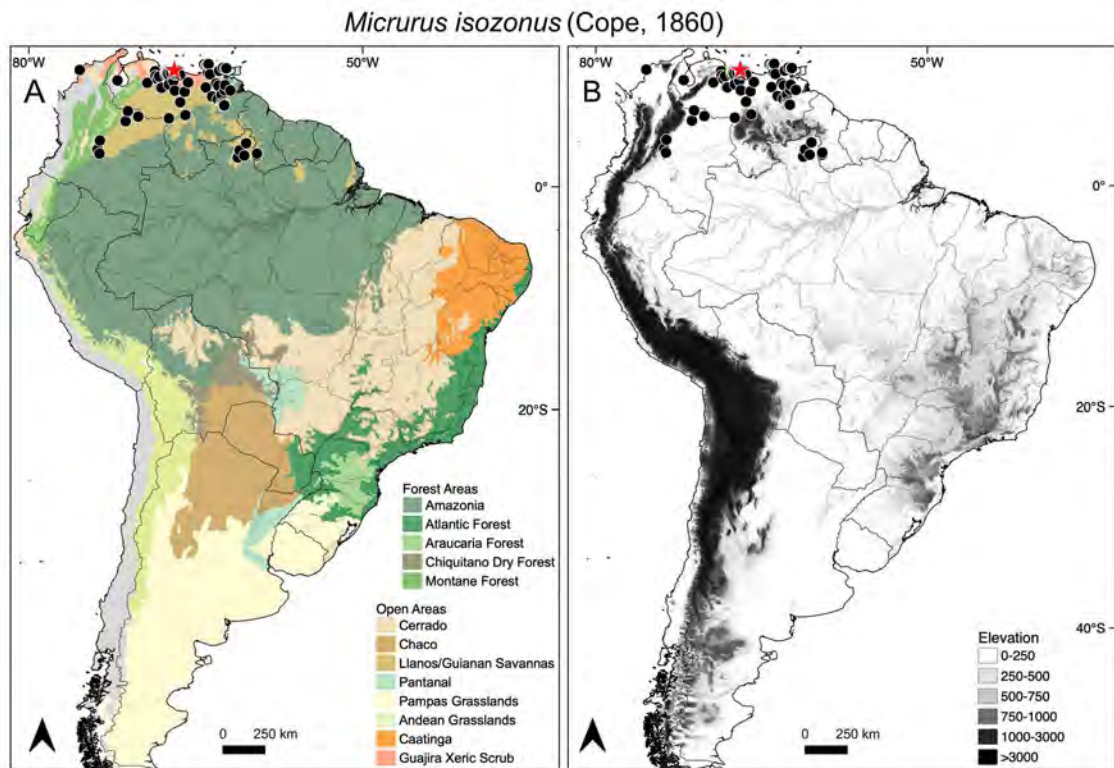 Micrurus isozonus (Cope, 1860)
80°W
50°W
A
0°
20°S
Forest Areas
Amazonia
Atlantic Forest
Araucaria Forest
Chiquitano Dry Forest
Montane Forest
Open Areas
Cerrado
Chaco
Llanos/Guianan Savannas
Pantanal
Pampas Grasslands
Andean Grasslands
Caatinga
Guajira Xeric Scrub
0 250 km
80°W
50°W
B
0°
20°S
40°S
Elevation
0-250
250-500
500-750
750-1000
1000-3000
>3000
0 250 km